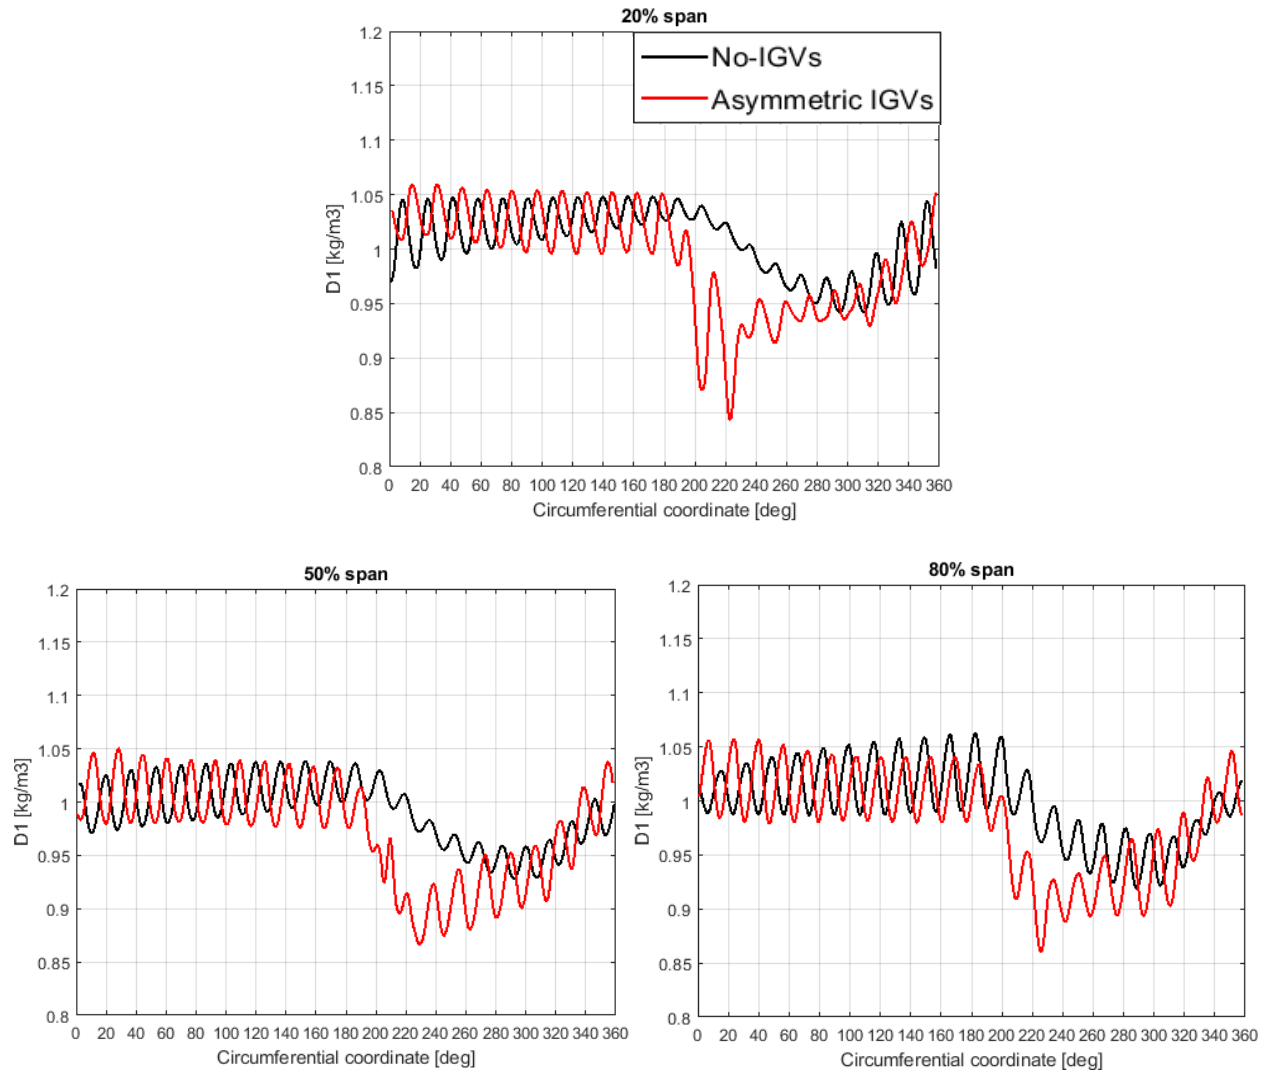 20% span
No-IGVs
Asymmetric IGVs
1.2
1.15
1.1
1.05
1
0.95
0.9
0.85
0.8
D1 [kg/m3]
0 20 40 60 80 100 120 140 160 180 200 220 240 260 280 300 320 340 360
Circumferential coordinate [deg]
50% span
1.2
1.15
1.1
1.05
1
0.95
0.9
0.85
0.8
D1 [kg/m3]
0 20 40 60 80 100 120 140 160 180 200 220 240 260 280 300 320 340 360
Circumferential coordinate [deg]
80% span
1.2
1.15
1.1
1.05
1
0.95
0.9
0.85
0.8
D1 [kg/m3]
0 20 40 60 80 100 120 140 160 180 200 220 240 260 280 300 320 340 360
Circumferential coordinate [deg]